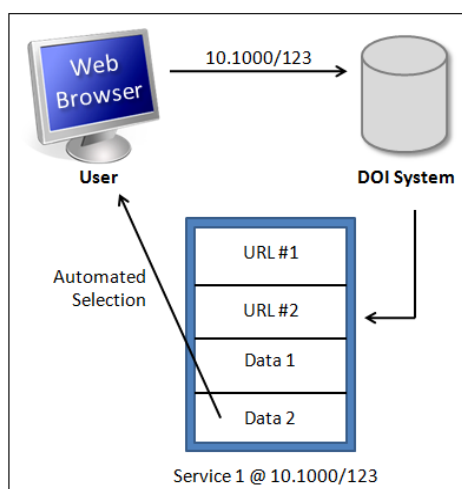 Web
Browser
10.1000/123
User
DOI System
URL #1
Automated
Selection
URL #2
Data 1
Data 2
Service 1 @ 10.1000/123